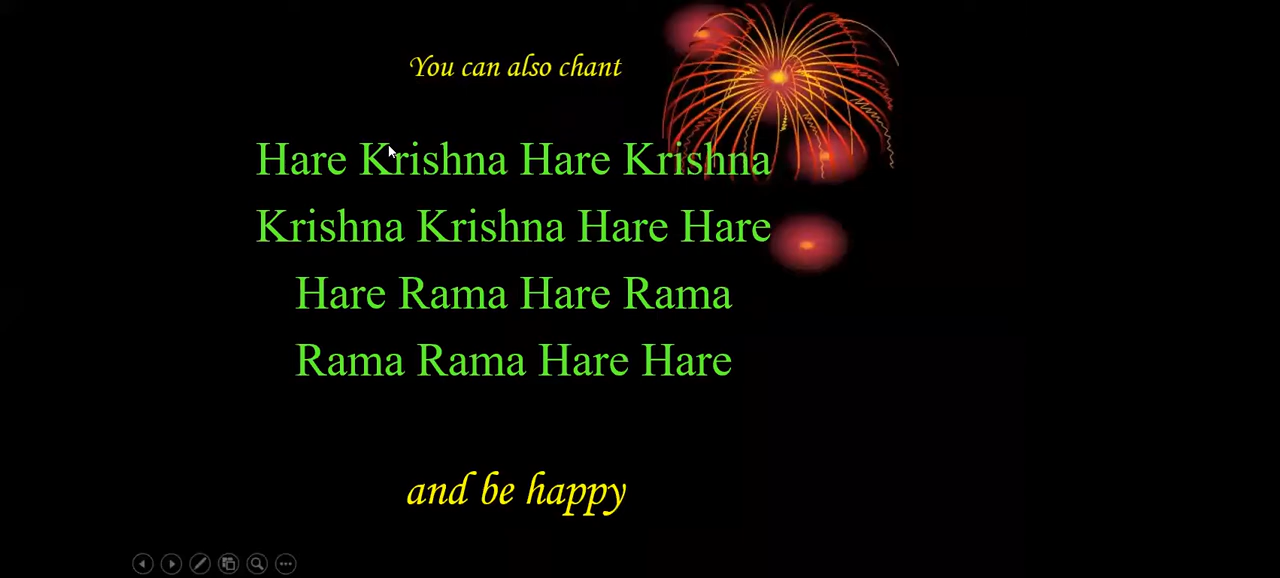 You can also chant
Hare Krishna Hare Krishna
Krishna Krishna Hare Hare
Hare Rama Hare Rama
Rama Rama Hare Hare
and be happy